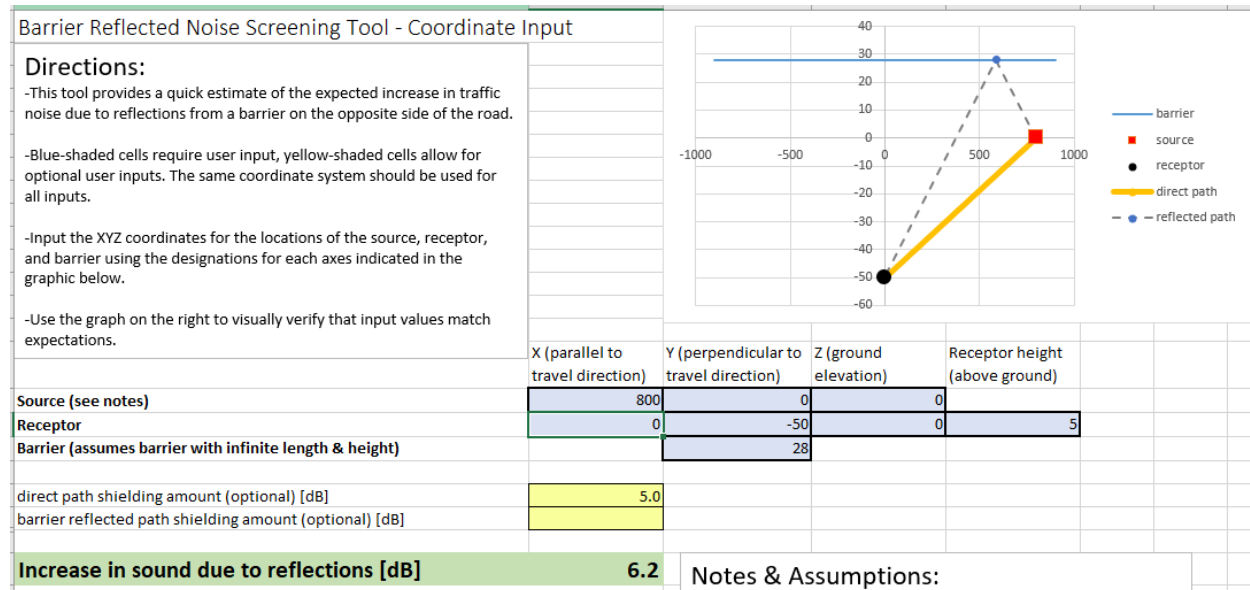 Barrier Reflected Noise Screening Tool - Coordinate Input
Directions:
-This tool provides a quick estimate of the expected increase in traffic
noise due to reflections from a barrier on the opposite side of the road.
-Blue-shaded cells require user input, yellow-shaded cells allow for
optional user inputs. The same coordinate system should be used for
all inputs.
-Input the XYZ coordinates for the locations of the source, receptor,
and barrier using the designations for each axes indicated in the
graphic below.
-Use the graph on the right to visually verify that input values match
expectations.
40
30
20
10
0
-10
-20
-30
-40
-50
-60
-1000 -500 0 500 1000
barrier
source
receptor
direct path
reflected path
X (parallel to travel direction)
Y (perpendicular to travel direction)
Z (ground elevation)
Receptor height (above ground)
Source (see notes) 800 0 0
Receptor 0 -50 0 5
Barrier (assumes barrier with infinite length & height) 28
direct path shielding amount (optional) [dB] 5.0
barrier reflected path shielding amount (optional) [dB]
Increase in sound due to reflections [dB] 6.2
Notes & Assumptions: